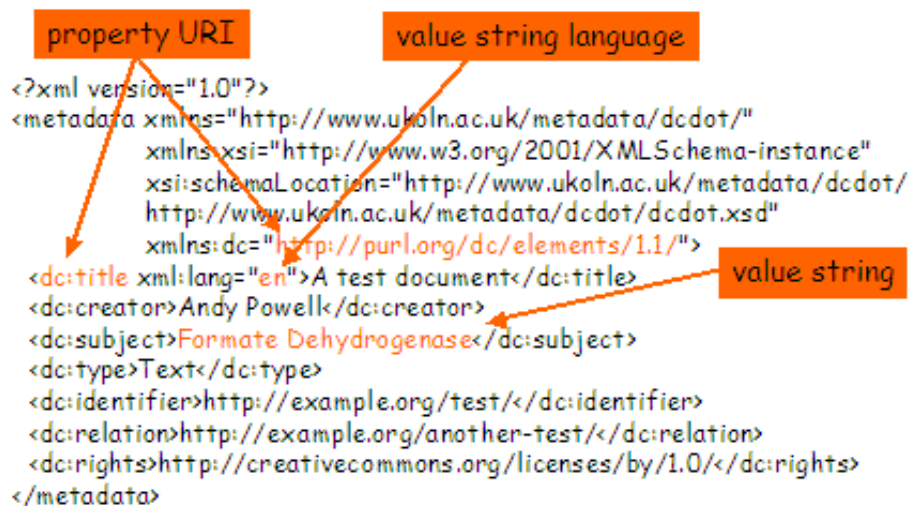 property URI
value string language
<?xml version="1.0"?>
<metadata xmlns="http://www.ukoln.ac.uk/metadata/dcdot/"
xmlns:xsi="http://www.w3.org/2001/XMLSchema-instance"
xsi:schemaLocation="http://www.ukoln.ac.uk/metadata/dcdot/
http://www.ukoln.ac.uk/metadata/dcdot/dcdot.xsd"
xmlns:dc="http://purl.org/dc/elements/1.1/">
<dc:title xml:lang="en">A test document</dc:title>
value string
<dc:creator>Andy Powell</dc:creator>
<dc:subject>Formate Dehydrogenase</dc:subject>
<dc:type>Text</dc:type>
<dc:identifier>http://example.org/test/</dc:identifier>
<dc:relation>http://example.org/another-test/</dc:relation>
<dc:rights>http://creativecommons.org/licenses/by/1.0/</dc:rights>
</metadata>